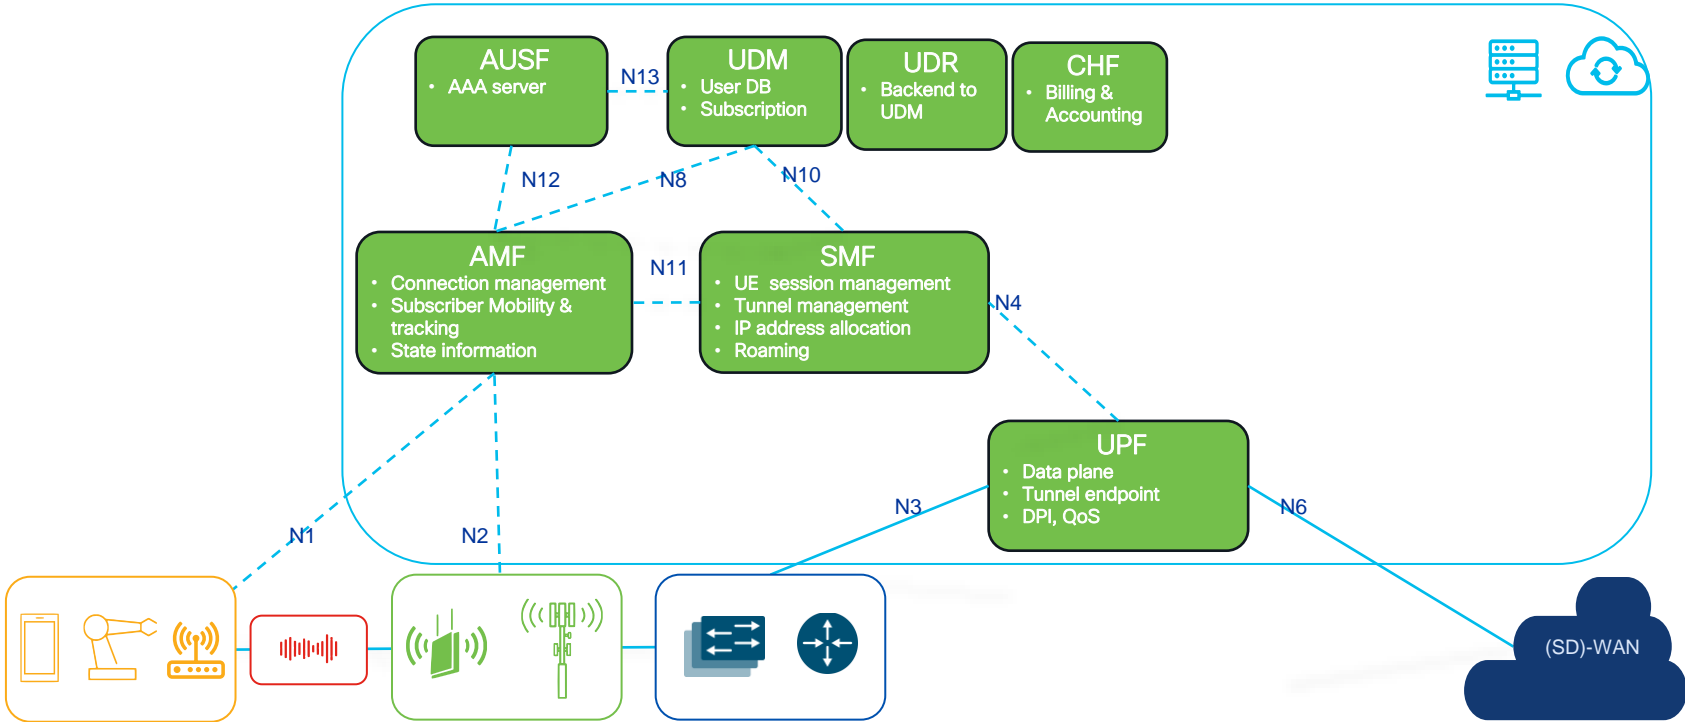 AUSF
• AAA server
N13
UDM
• User DB
• Subscription
UDR
• Backend to
UDM
CHF
• Billing &
Accounting
N12
N8
N10
AMF
• Connection management
• Subscriber Mobility &
tracking
• State information
N11
SMF
• UE session management
• Tunnel management
• IP address allocation
• Roaming
N4
UPF
• Data plane
• Tunnel endpoint
• DPI, QoS
N1
N2
N3
N6
(SD)-WAN